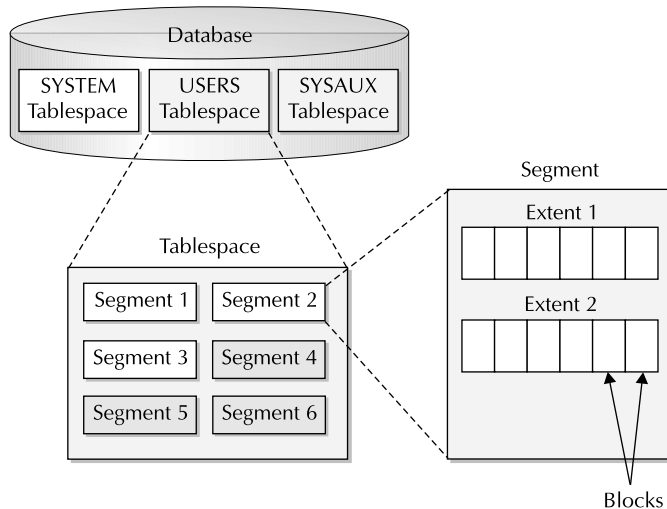 Database
SYSTEM
Tablespace
USERS
Tablespace
SYSAUX
Tablespace
Segment
Extent 1
Extent 2
Blocks
Tablespace
Segment 1
Segment 2
Segment 3
Segment 4
Segment 5
Segment 6